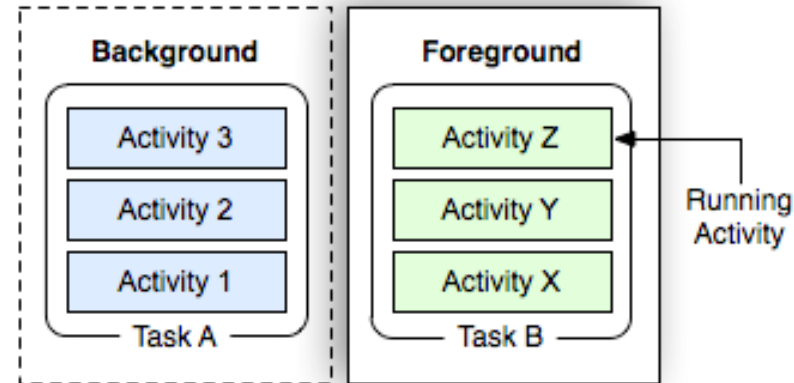 Background
Activity 3
Activity 2
Activity 1
Task A
Foreground
Activity Z
Activity Y
Activity X
Task B
Running
Activity